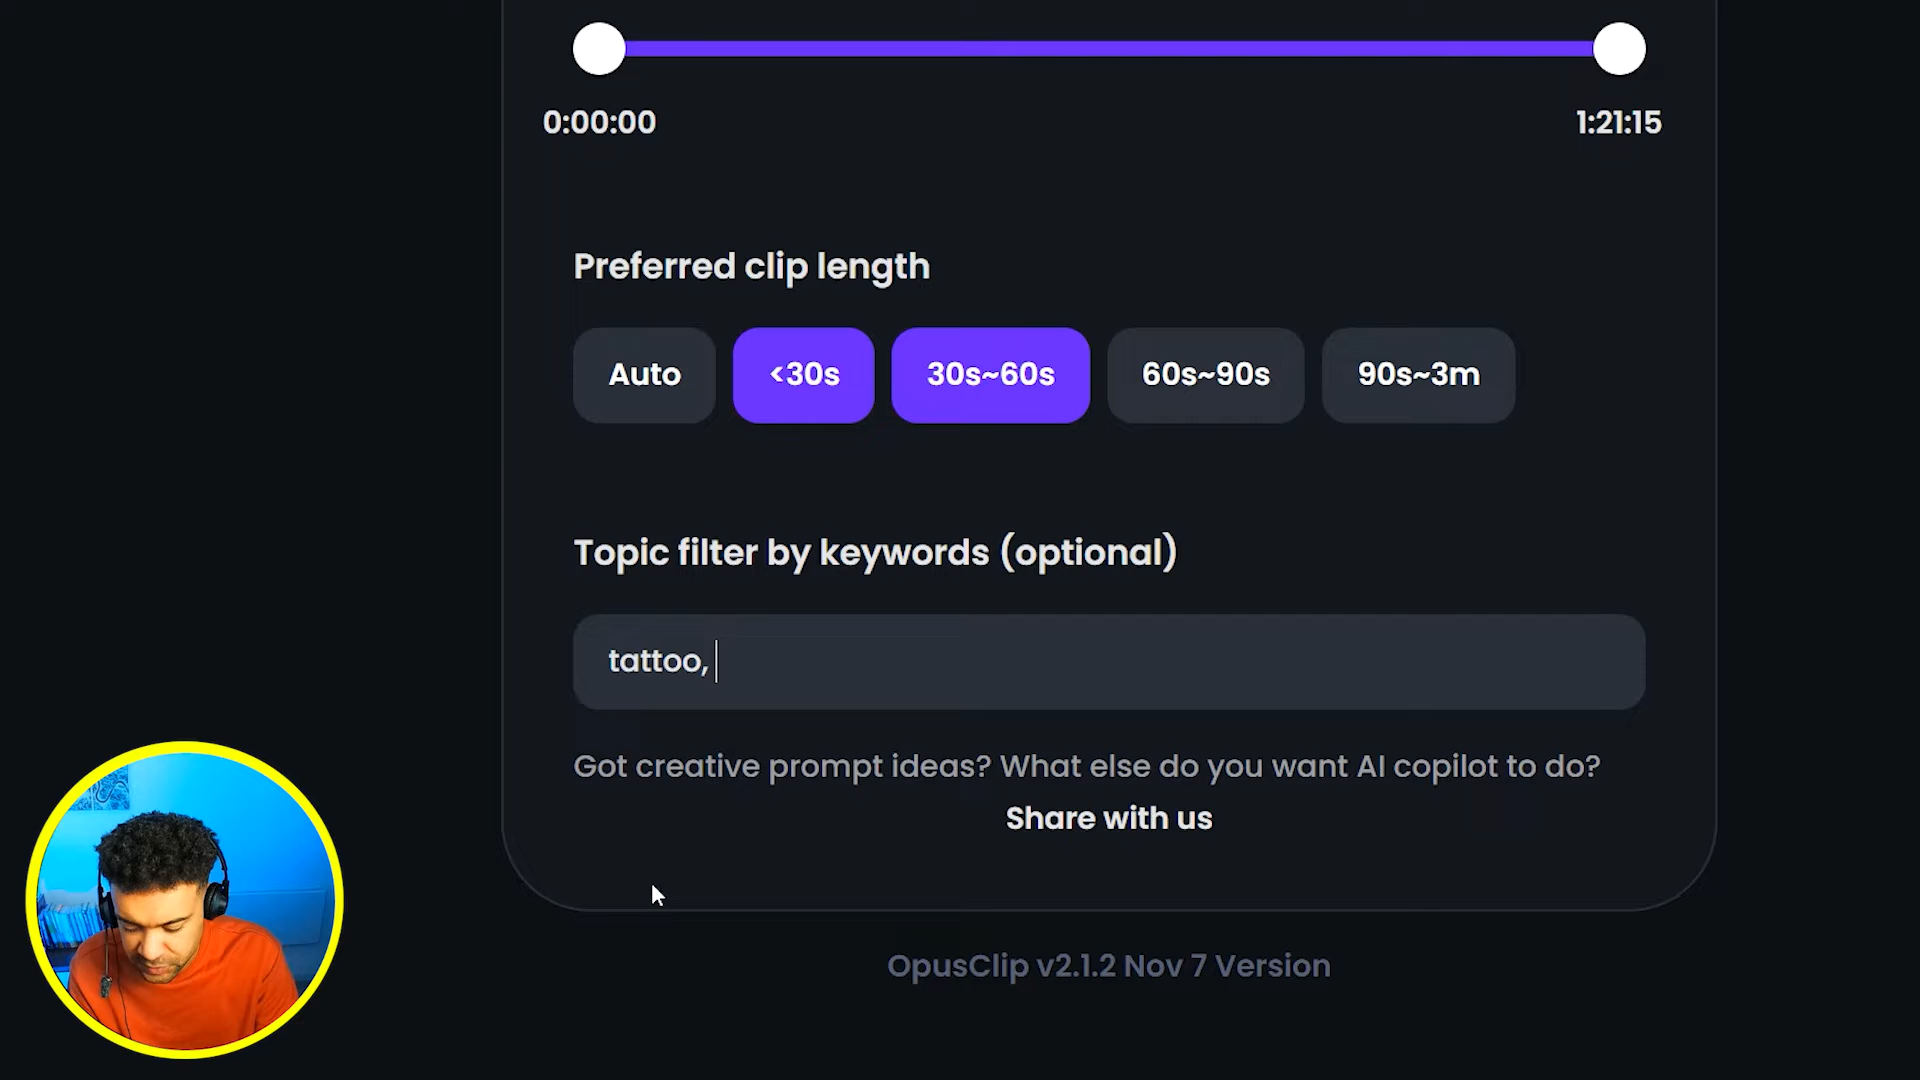 0:00:00 1:21:15
Preferred clip length
Auto <30s 30s~60s 60s~90s 90s~3m
Topic filter by keywords (optional)
tattoo,
Got creative prompt ideas? What else do you want AI copilot to do?
Share with us
OpusClip v2.1.2 Nov 7 Version